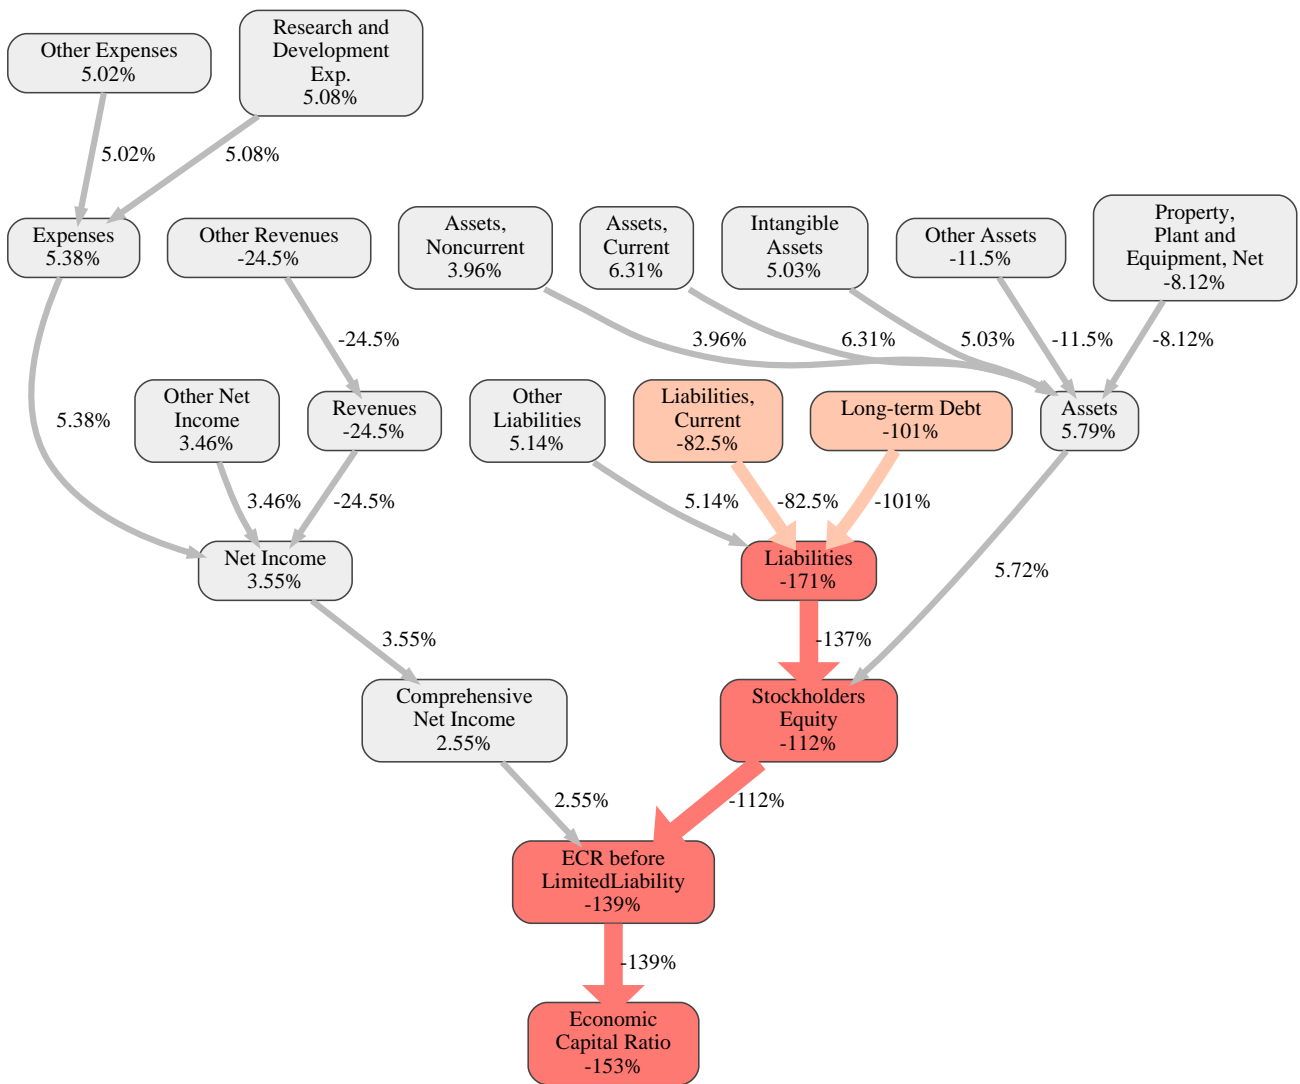 Other Expenses
5.02%
Research and
Development
Exp.
5.08%
5.02%
5.08%
Expenses
5.38%
Other Revenues
-24.5%
Assets,
Noncurrent
3.96%
Assets,
Current
6.31%
Intangible
Assets
5.03%
Other Assets
-11.5%
Property,
Plant and
Equipment, Net
-8.12%
-24.5%
3.96%
6.31%
5.03%
-11.5%
-8.12%
5.38%
Other Net
Income
3.46%
Revenues
-24.5%
Other
Liabilities
5.14%
Liabilities,
Current
-82.5%
Long-term Debt
-101%
Assets
5.79%
3.46%
-24.5%
5.14%
-82.5%
-101%
Net Income
3.55%
Liabilities
-171%
5.72%
3.55%
-137%
Comprehensive
Net Income
2.55%
Stockholders
Equity
-112%
2.55%
-112%
ECR before
LimitedLiability
-139%
-139%
Economic
Capital Ratio
-153%